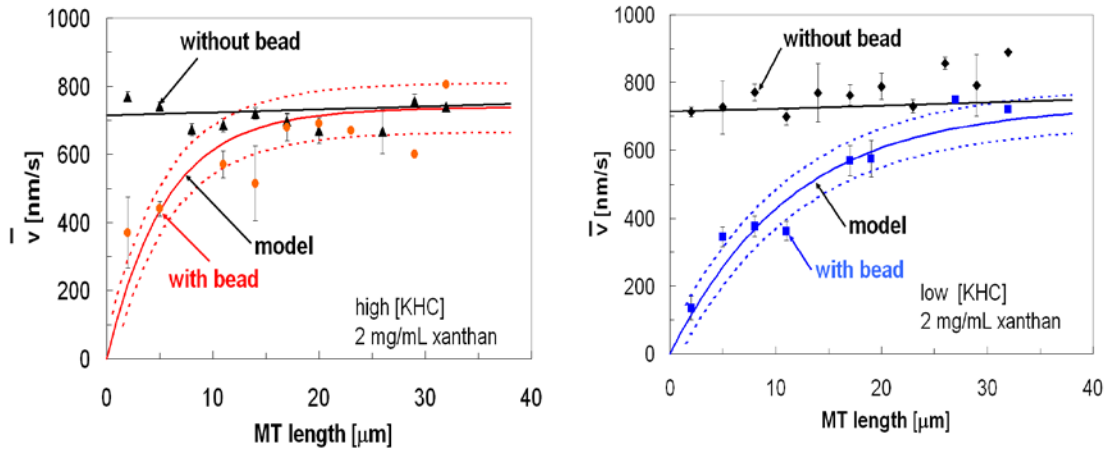 1000
800
600
400
200
0
v̅ [nm/s]
without bead
model
with bead
high [KHC]
2 mg/mL xanthan
0 10 20 30 40
MT length [μm]
1000
800
600
400
200
0
v̅ [nm/s]
without bead
model
with bead
low [KHC]
2 mg/mL xanthan
0 10 20 30 40
MT length [μm]